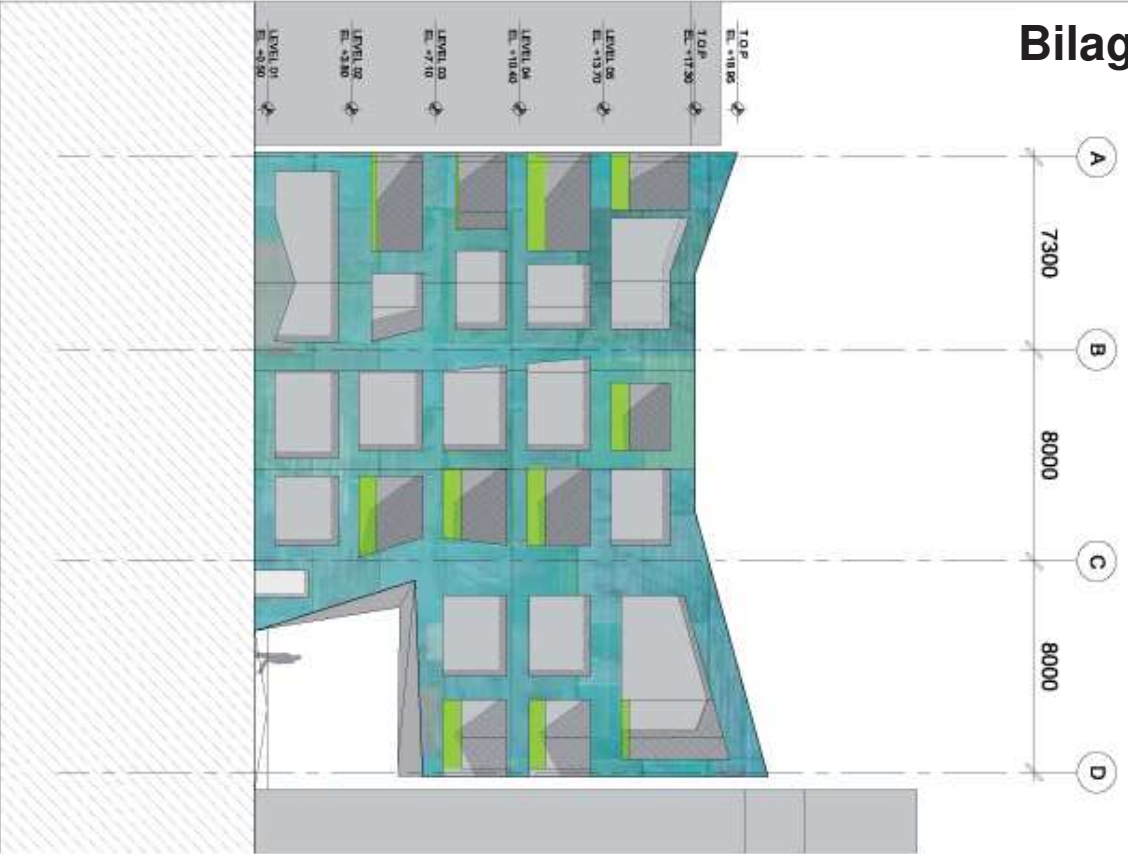 Bilag
T.O.P
EL. +18.95
T.O.P
EL. +17.30
LEVEL 05
EL. +13.70
LEVEL 04
EL. +10.40
LEVEL 03
EL. +7.10
LEVEL 02
EL. +3.80
LEVEL 01
EL. +0.50
A
7300
B
8000
C
8000
D